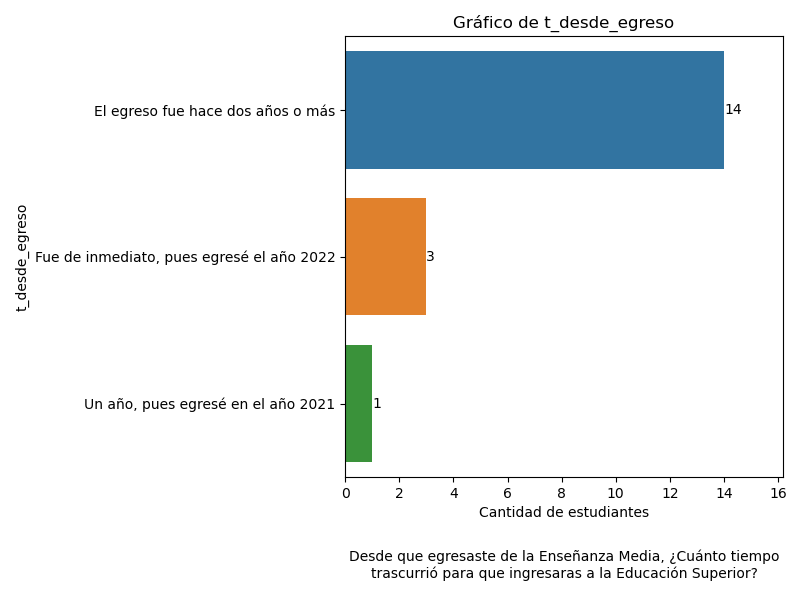 Gráfico de t_desde_egreso
t_desde_egreso
El egreso fue hace dos años o más
14
Fue de inmediato, pues egresé el año 2022
3
Un año, pues egresé en el año 2021
1
0 2 4 6 8 10 12 14 16
Cantidad de estudiantes
Desde que egresaste de la Enseñanza Media, ¿Cuánto tiempo
trascurrió para que ingresaras a la Educación Superior?